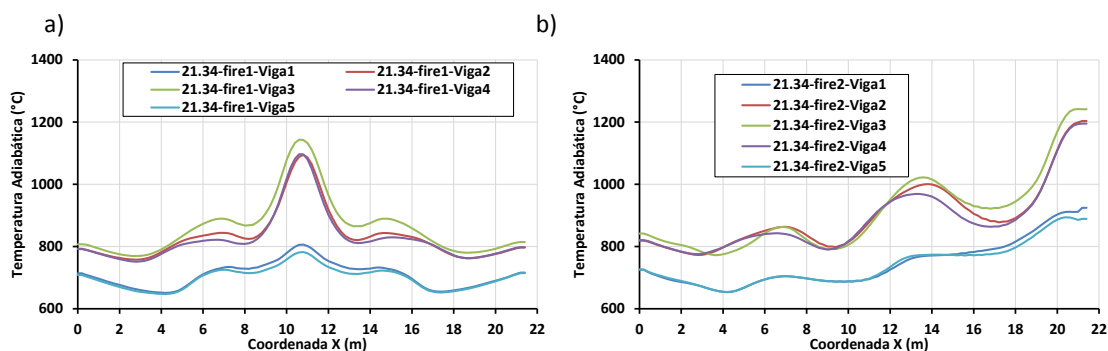 a)
1400
1200
1000
800
600
Temperatura Adiabática (°C)
21.34-fire1-Viga1
21.34-fire1-Viga2
21.34-fire1-Viga3
21.34-fire1-Viga4
21.34-fire1-Viga5
0 2 4 6 8 10 12 14 16 18 20 22
Coordenada X (m)
b)
1400
1200
1000
800
600
Temperatura Adiabática (°C)
21.34-fire2-Viga1
21.34-fire2-Viga2
21.34-fire2-Viga3
21.34-fire2-Viga4
21.34-fire2-Viga5
0 2 4 6 8 10 12 14 16 18 20 22
Coordenada X (m)